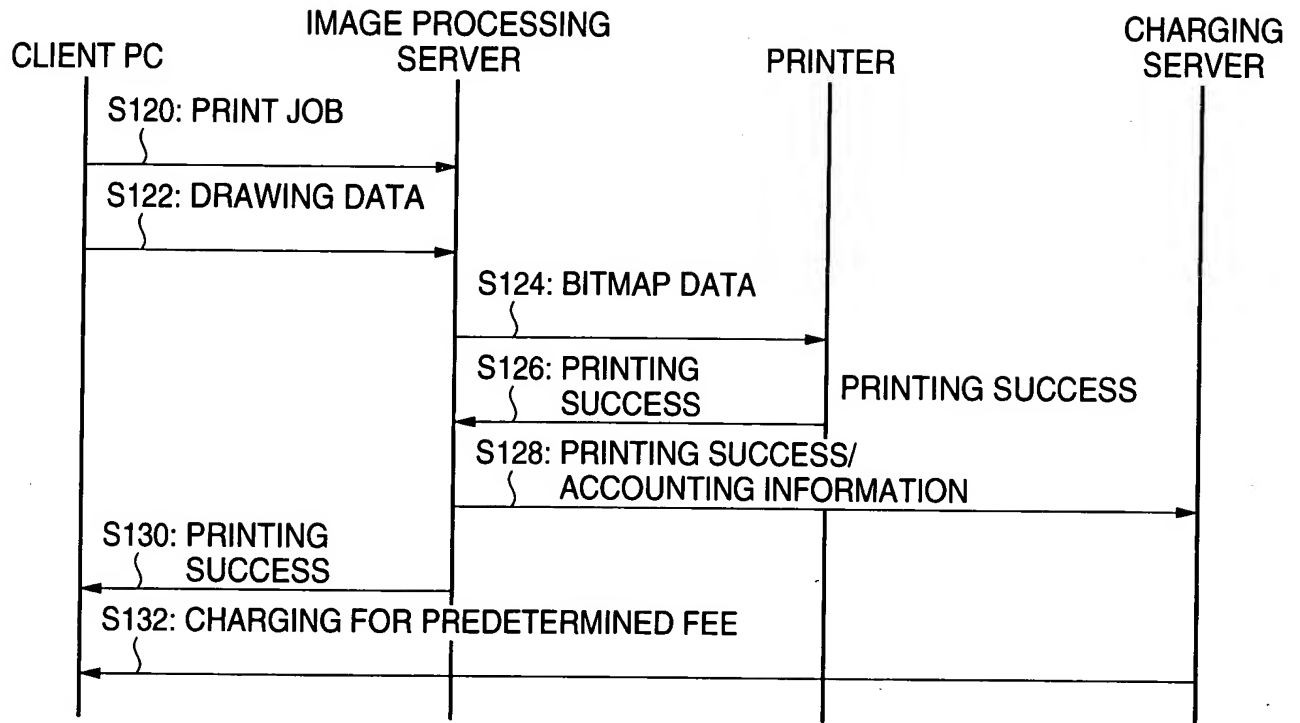 CLIENT PC
IMAGE PROCESSING
SERVER
PRINTER
CHARGING
SERVER
S120: PRINT JOB
S122: DRAWING DATA
S124: BITMAP DATA
S126: PRINTING
SUCCESS
PRINTING SUCCESS
S128: PRINTING SUCCESS/
ACCOUNTING INFORMATION
S130: PRINTING
SUCCESS
S132: CHARGING FOR PREDETERMINED FEE